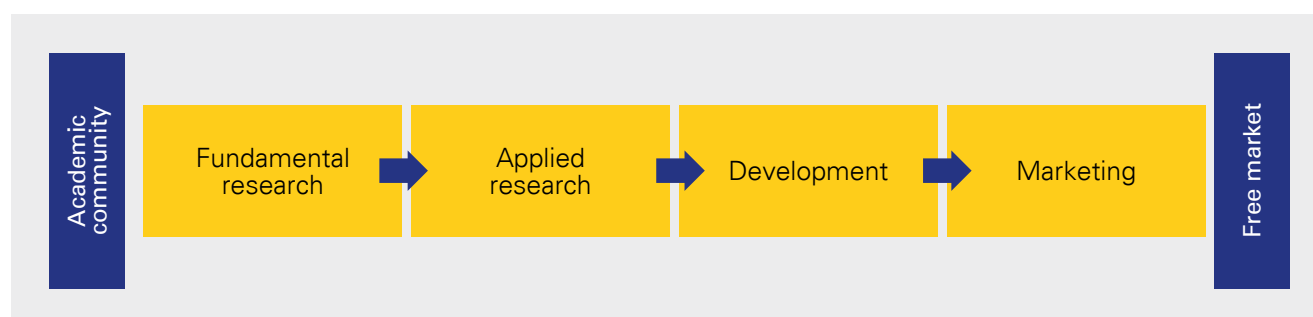 Academic
community
Fundamental
research
Applied
research
Development
Marketing
Free market